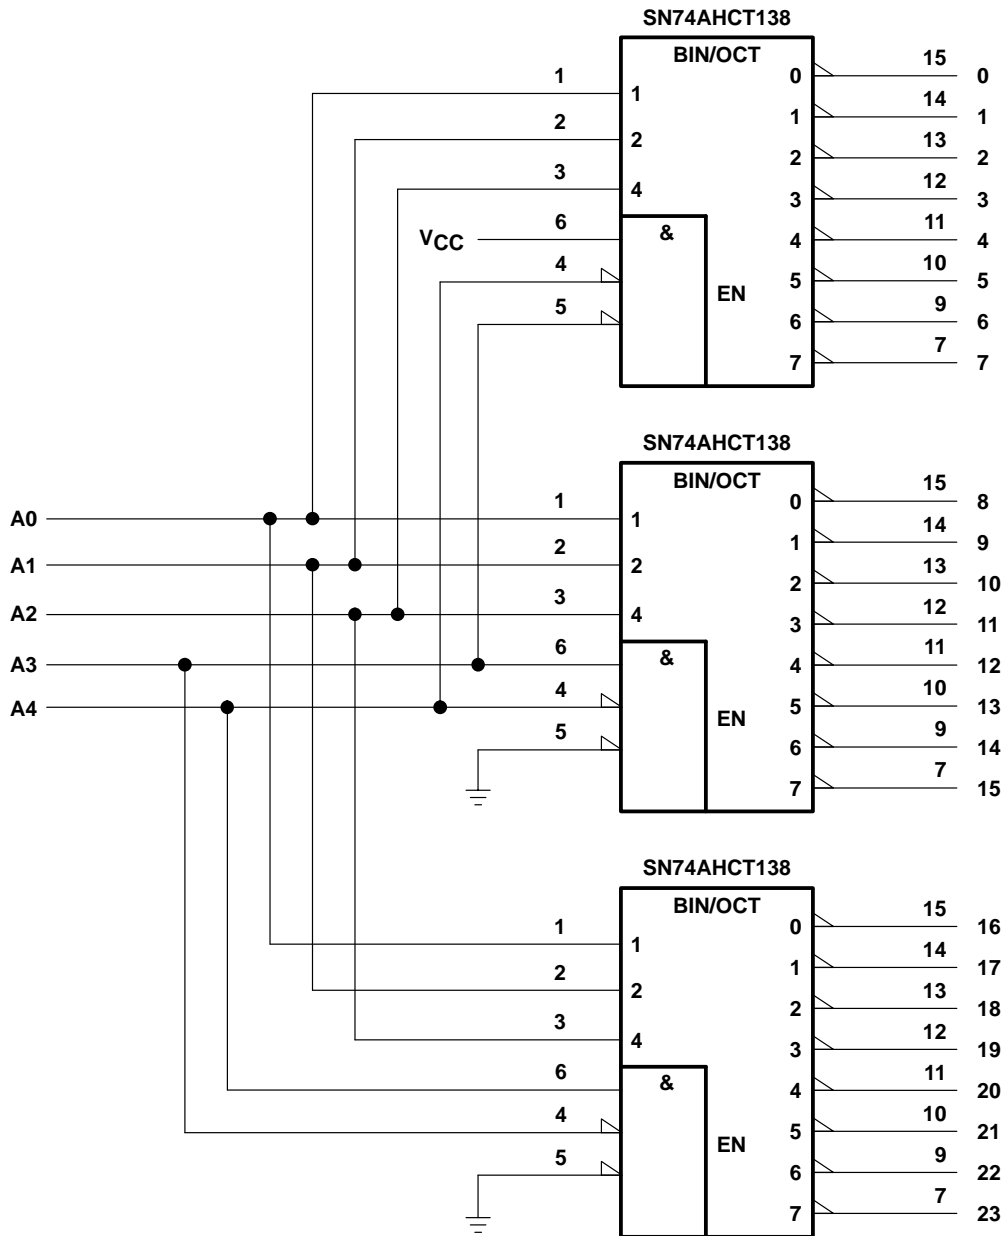 SN74AHCT138
BIN/OCT
1 1
2 2
3 4
VCC 6 &
4
5
EN
0 15 0
1 14 1
2 13 2
3 12 3
4 11 4
5 10 5
6 9 6
7 7 7
SN74AHCT138
BIN/OCT
A0 1 1
A1 2 2
A2 3 4
A3 6 &
A4 4
5
EN
0 15 8
1 14 9
2 13 10
3 12 11
4 11 12
5 10 13
6 9 14
7 7 15
SN74AHCT138
BIN/OCT
1 1
2 2
3 4
6 &
4
5
EN
0 15 16
1 14 17
2 13 18
3 12 19
4 11 20
5 10 21
6 9 22
7 7 23